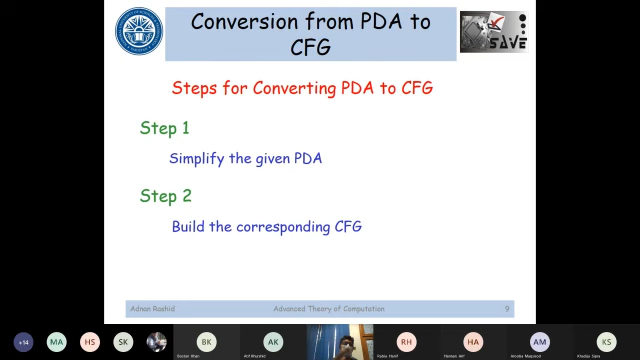 Conversion from PDA to
CFG
SAVE
Steps for Converting PDA to CFG
Step 1
Simplify the given PDA
Step 2
Build the corresponding CFG
Adnan Rashid
Advanced Theory of Computation
9
+14
MA
HS
SK
BK
AK
RH
HA
AM
KS